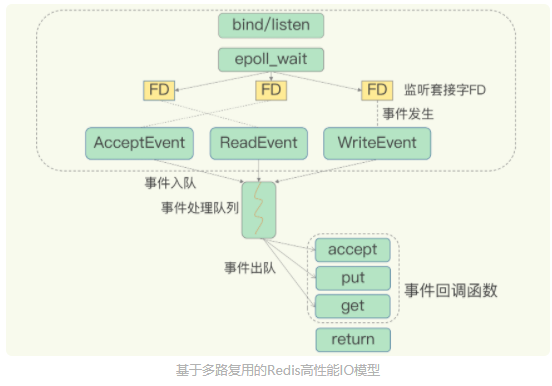 bind/listen
epoll_wait
FD
FD
FD
监听套接字FD
事件发生
AcceptEvent
ReadEvent
WriteEvent
事件入队
事件处理队列
事件出队
accept
put
get
事件回调函数
return
基于多路复用的Redis高性能IO模型